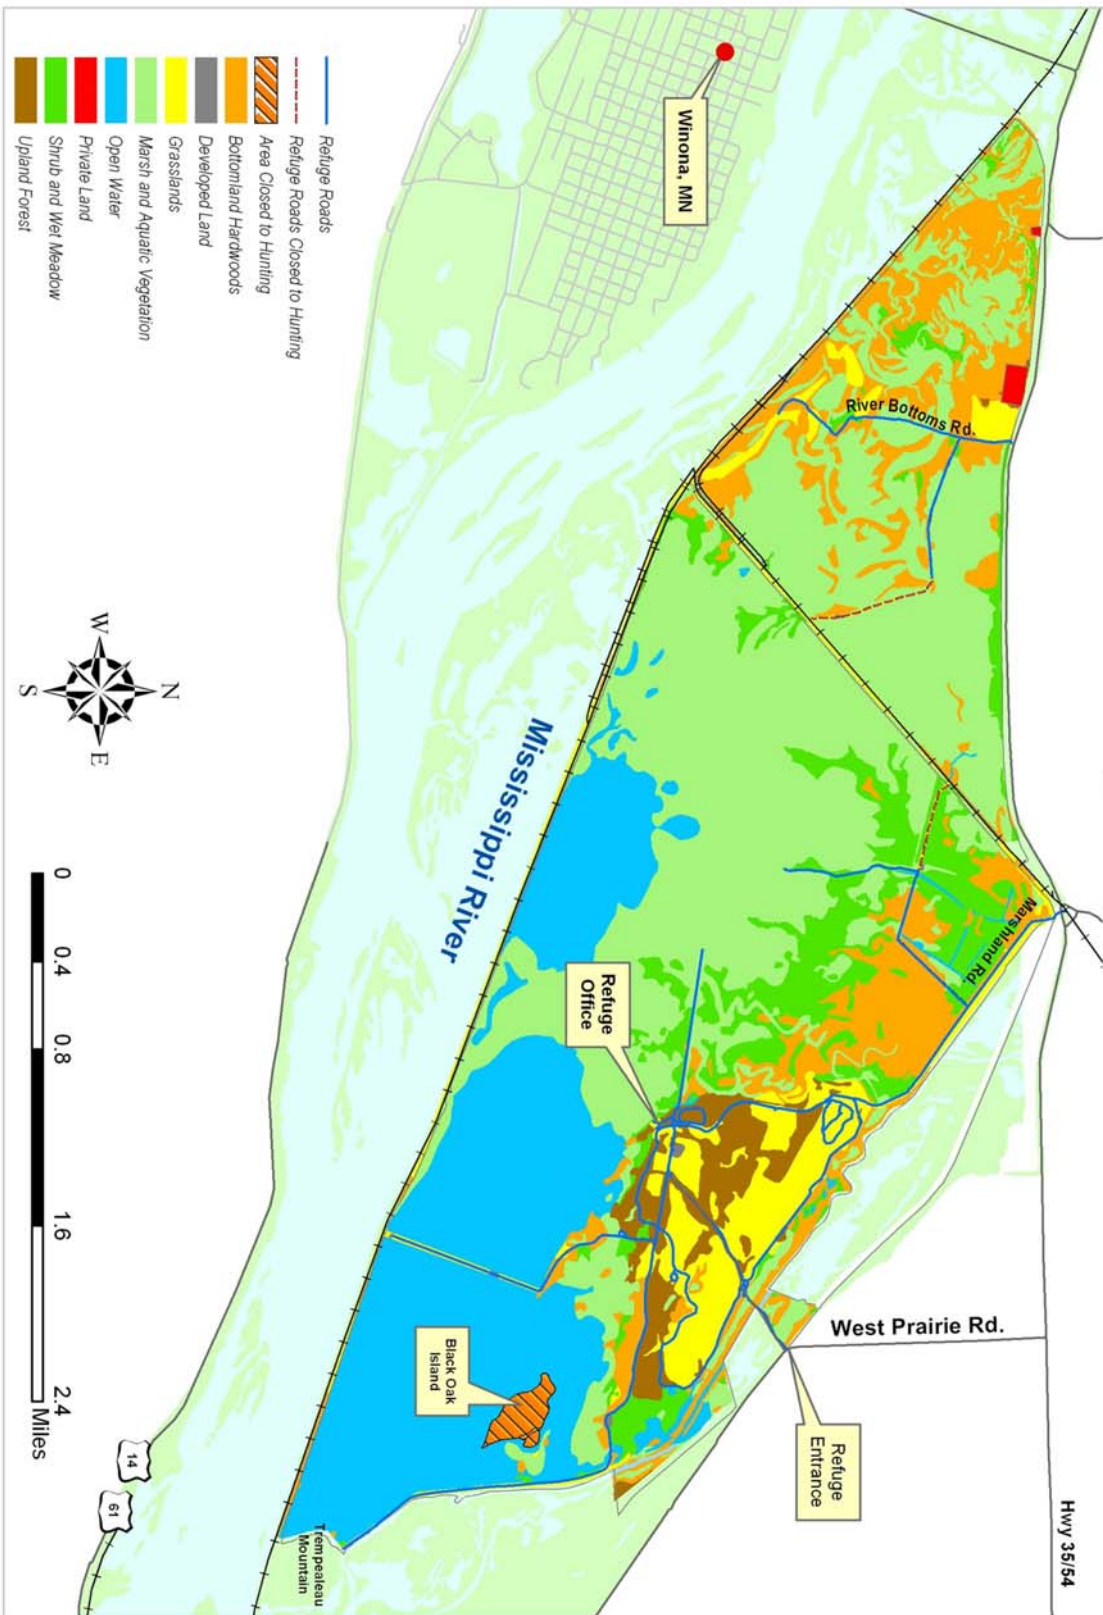 Winona, MN
River Bottoms Rd.
Marshland Rd.
Hwy 35/54
West Prairie Rd.
Refuge
Entrance
Refuge
Office
Black Oak
Island
Trempealeau
Mountain
Mississippi River
Refuge Roads
Refuge Roads Closed to Hunting
Area Closed to Hunting
Bottomland Hardwoods
Developed Land
Grasslands
Marsh and Aquatic Vegetation
Open Water
Private Land
Shrub and Wet Meadow
Upland Forest
N
W
E
S
0 0.4 0.8 1.6 2.4
Miles
14
61